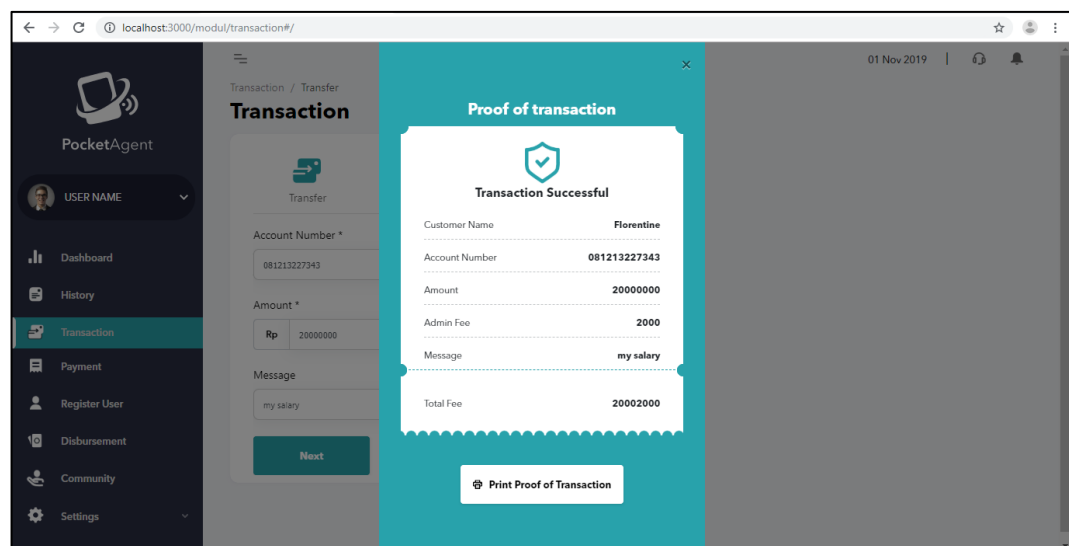 localhost:3000/modul/transaction#/
PocketAgent
USER NAME
Dashboard
History
Transaction
Payment
Register User
Disbursement
Community
Settings
01 Nov 2019
Transaction / Transfer
Transaction
Transfer
Account Number *
081213227343
Amount *
Rp 20000000
Message
my salary
Next
×
Proof of transaction
Transaction Successful
Customer Name Florentine
Account Number 081213227343
Amount 20000000
Admin Fee 2000
Message my salary
Total Fee 20002000
Print Proof of Transaction